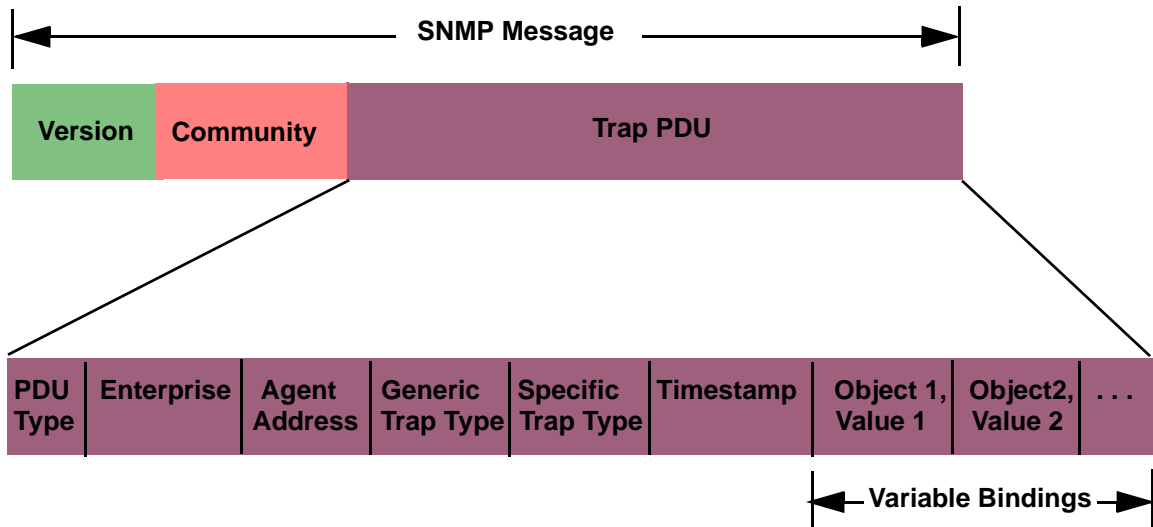 SNMP Message
Version
Community
Trap PDU
PDU
Type
Enterprise
Agent
Address
Generic
Trap Type
Specific
Trap Type
Timestamp
Object 1,
Value 1
Object2,
Value 2
. . .
Variable Bindings